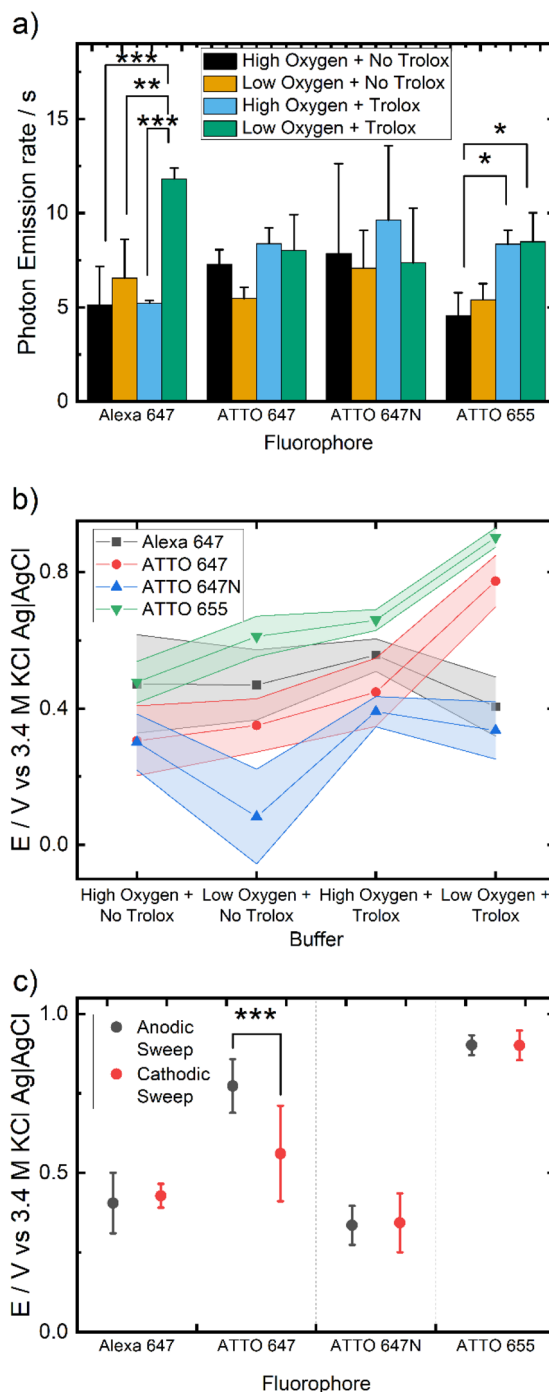 a)
***
**
***
High Oxygen + No Trolox
Low Oxygen + No Trolox
High Oxygen + Trolox
Low Oxygen + Trolox
*
*
15
10
5
0
Photon Emission rate / s
Alexa 647 ATTO 647 ATTO 647N ATTO 655
Fluorophore
b)
Alexa 647
ATTO 647
ATTO 647N
ATTO 655
0.8
0.4
0.0
E / V vs 3.4 M KCl Ag|AgCl
High Oxygen + Low Oxygen + High Oxygen + Low Oxygen +
No Trolox No Trolox Trolox Trolox
Buffer
c)
1.0
0.5
0.0
E / V vs 3.4 M KCl Ag|AgCl
Anodic
Sweep
Cathodic
Sweep
***
Alexa 647 ATTO 647 ATTO 647N ATTO 655
Fluorophore